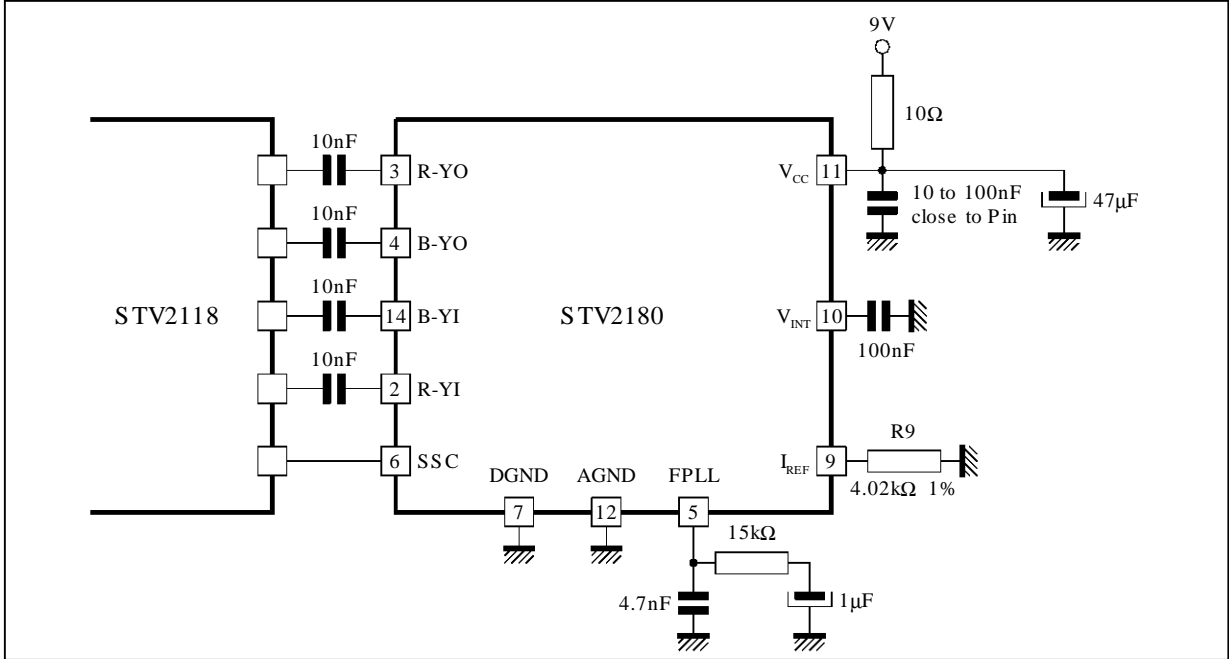 9V
10Ω
10nF
3 R-YO
V_CC 11
10 to 100nF
close to Pin
47µF
10nF
4 B-YO
10nF
STV2118
14 B-YI
STV2180
V_INT 10
100nF
10nF
2 R-YI
R9
6 SSC
I_REF 9
4.02kΩ 1%
DGND AGND FPLL
7 12 5
15kΩ
4.7nF
1µF